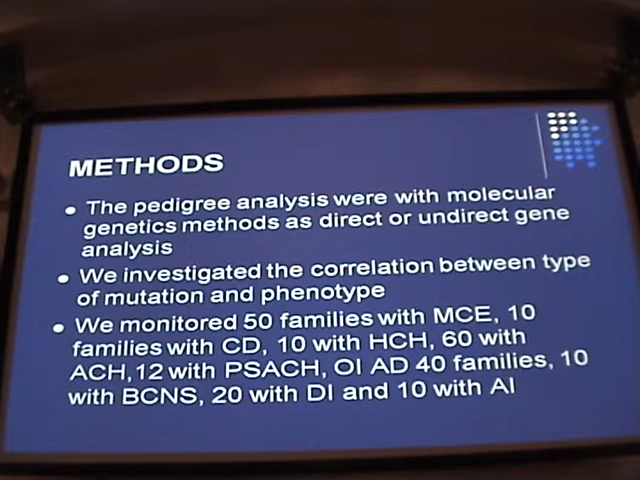 METHODS
• The pedigree analysis were with molecular
genetics methods as direct or undirect gene
analysis
• We investigated the correlation between type
of mutation and phenotype
• We monitored 50 families with MCE, 10
families with CD, 10 with HCH, 60 with
ACH,12 with PSACH, OI AD 40 families, 10
with BCNS, 20 with DI and 10 with AI